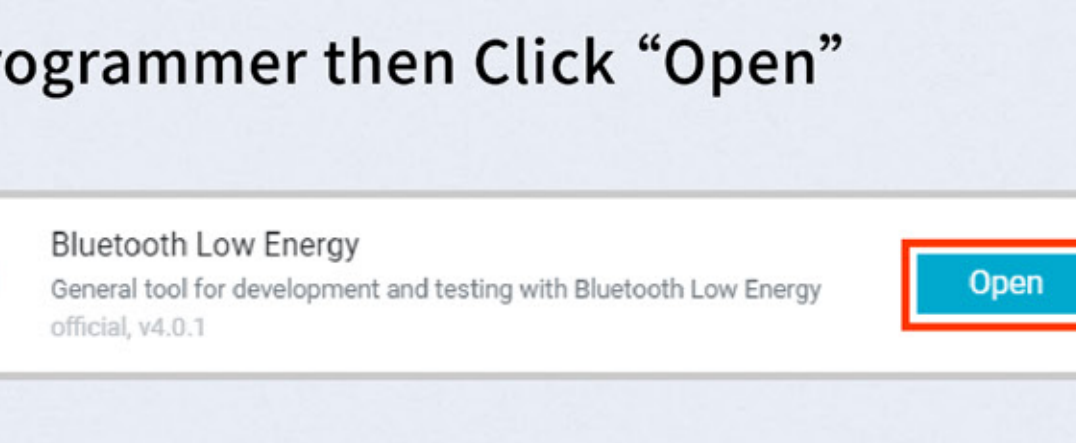 rogrammer then Click “Open”
Bluetooth Low Energy
General tool for development and testing with Bluetooth Low Energy
official, v4.0.1
Open